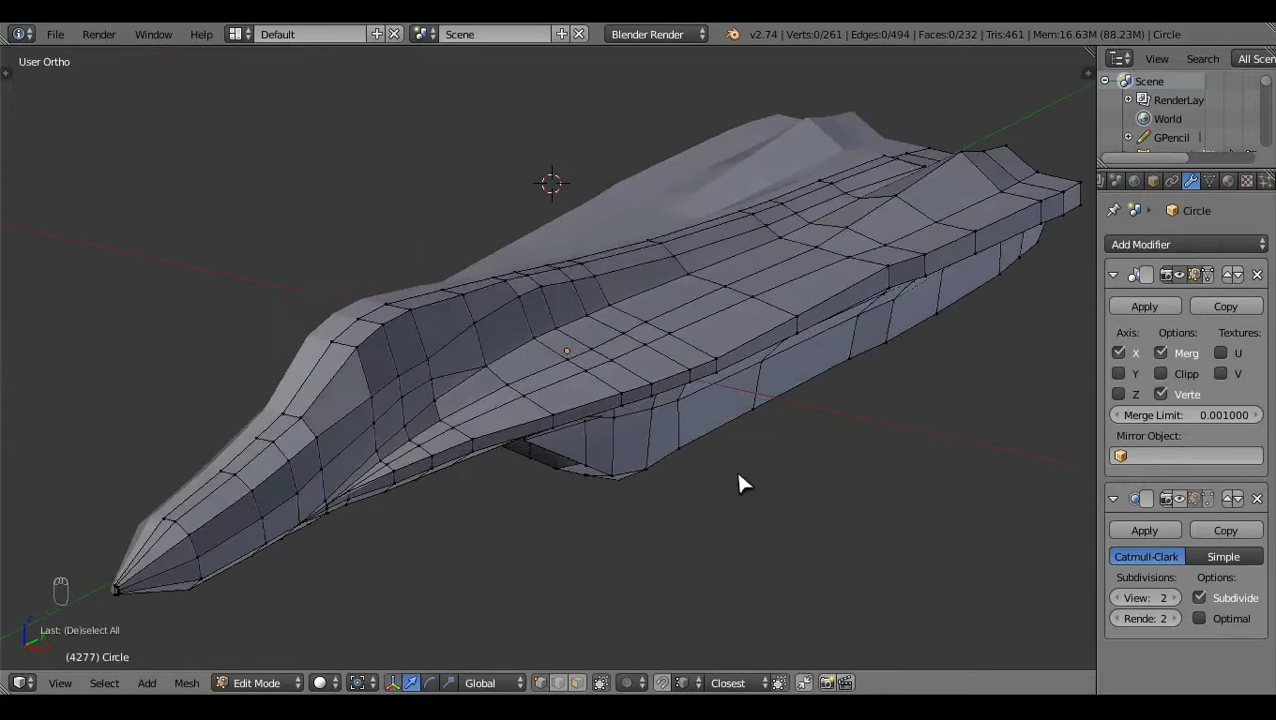 File Render Window Help Default Scene Blender Render v2.74 | Verts:0/261 | Edges:0/494 | Faces:0/232 | Tris:461 | Mem:16.63M (88.23M) | Circle
View Search All Scen
User Ortho
Scene
RenderLay
World
GPencil
Circle
Add Modifier
Apply Copy
Axis: Options: Textures:
X Merg U
Y Clipp V
Z Verte
Merge Limit: 0.001000
Mirror Object:
Apply Copy
Catmull-Clark Simple
Subdivisions: Options:
View: 2 Subdivide
Rende: 2 Optimal
Last: (De)select All
(4277) Circle
View Select Add Mesh Edit Mode Global Closest